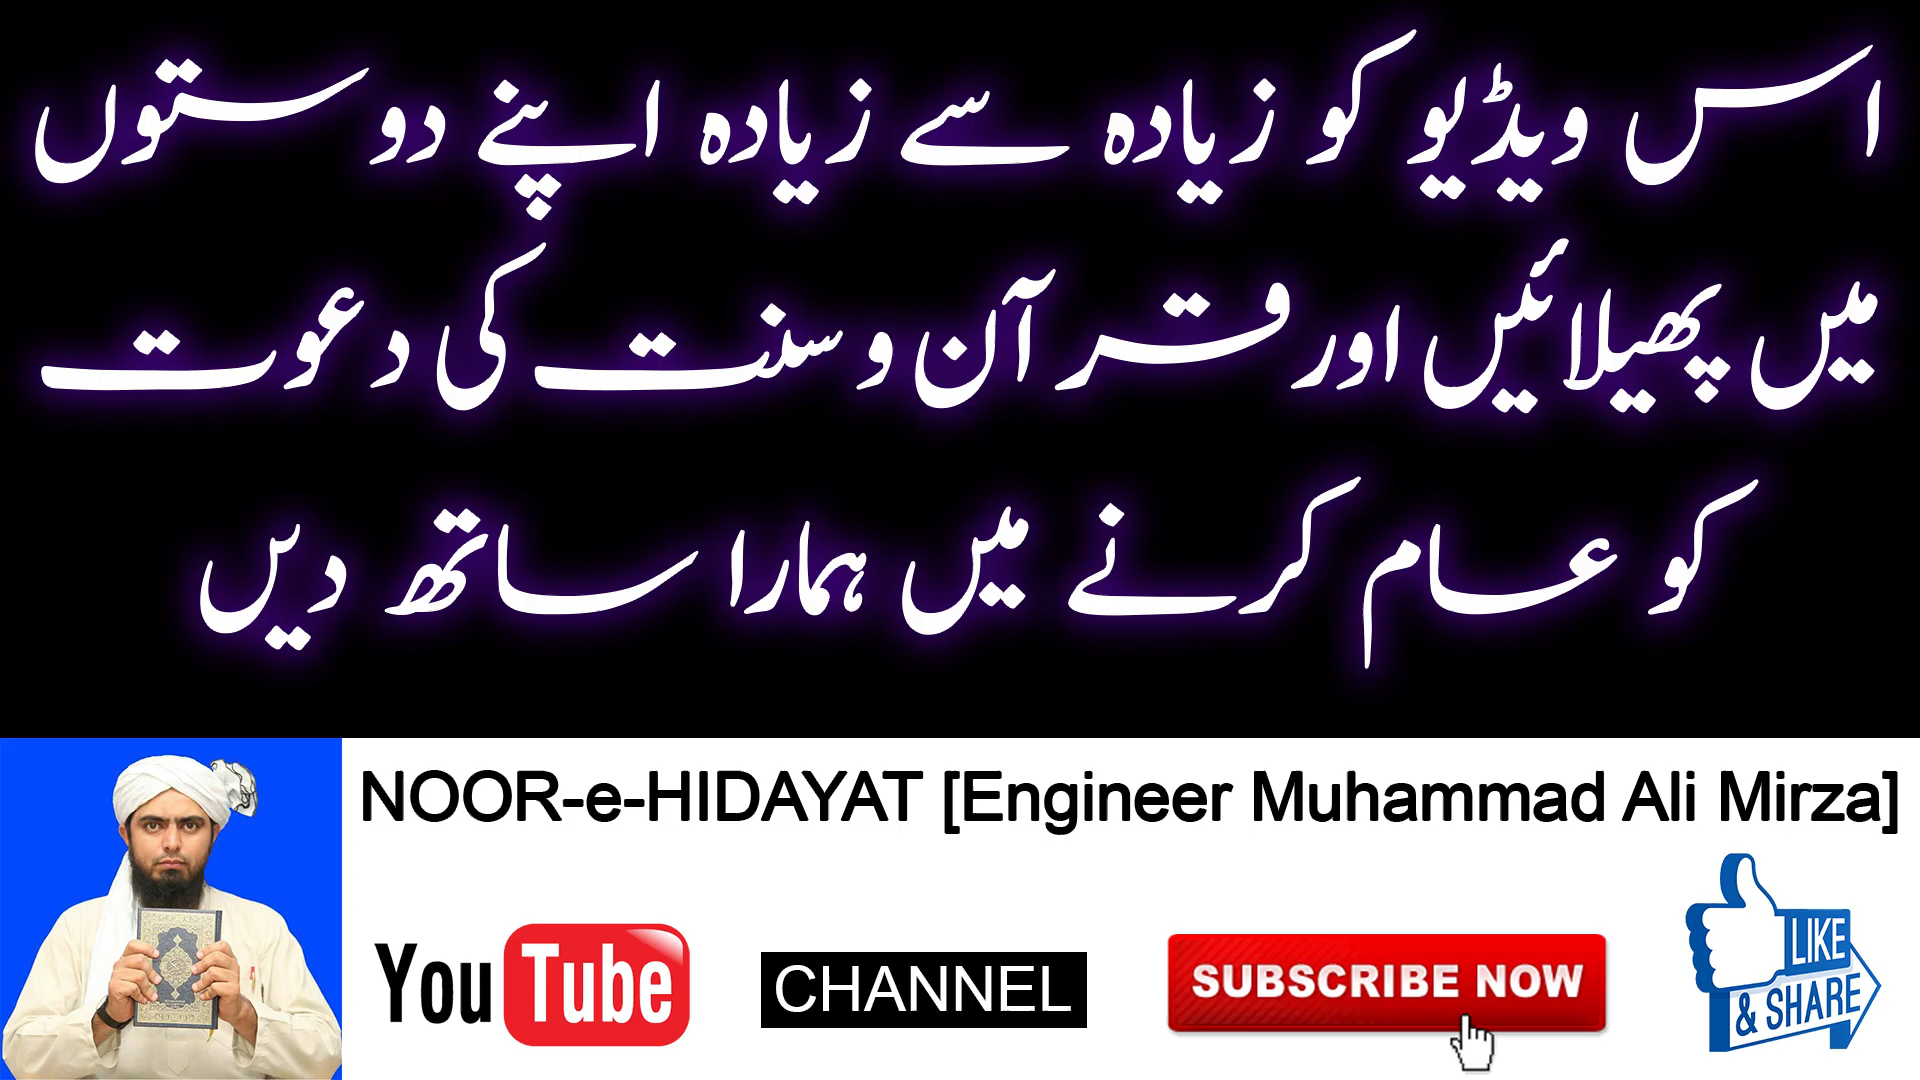 اس ویڈیو کو زیادہ سے زیادہ اپنے دوستوں
میں پھیلائیں اور قرآن و سنت کی دعوت
کو عام کرنے میں ہمارا ساتھ دیں
NOOR-e-HIDAYAT [Engineer Muhammad Ali Mirza]
YouTube CHANNEL SUBSCRIBE NOW
LIKE
& SHARE